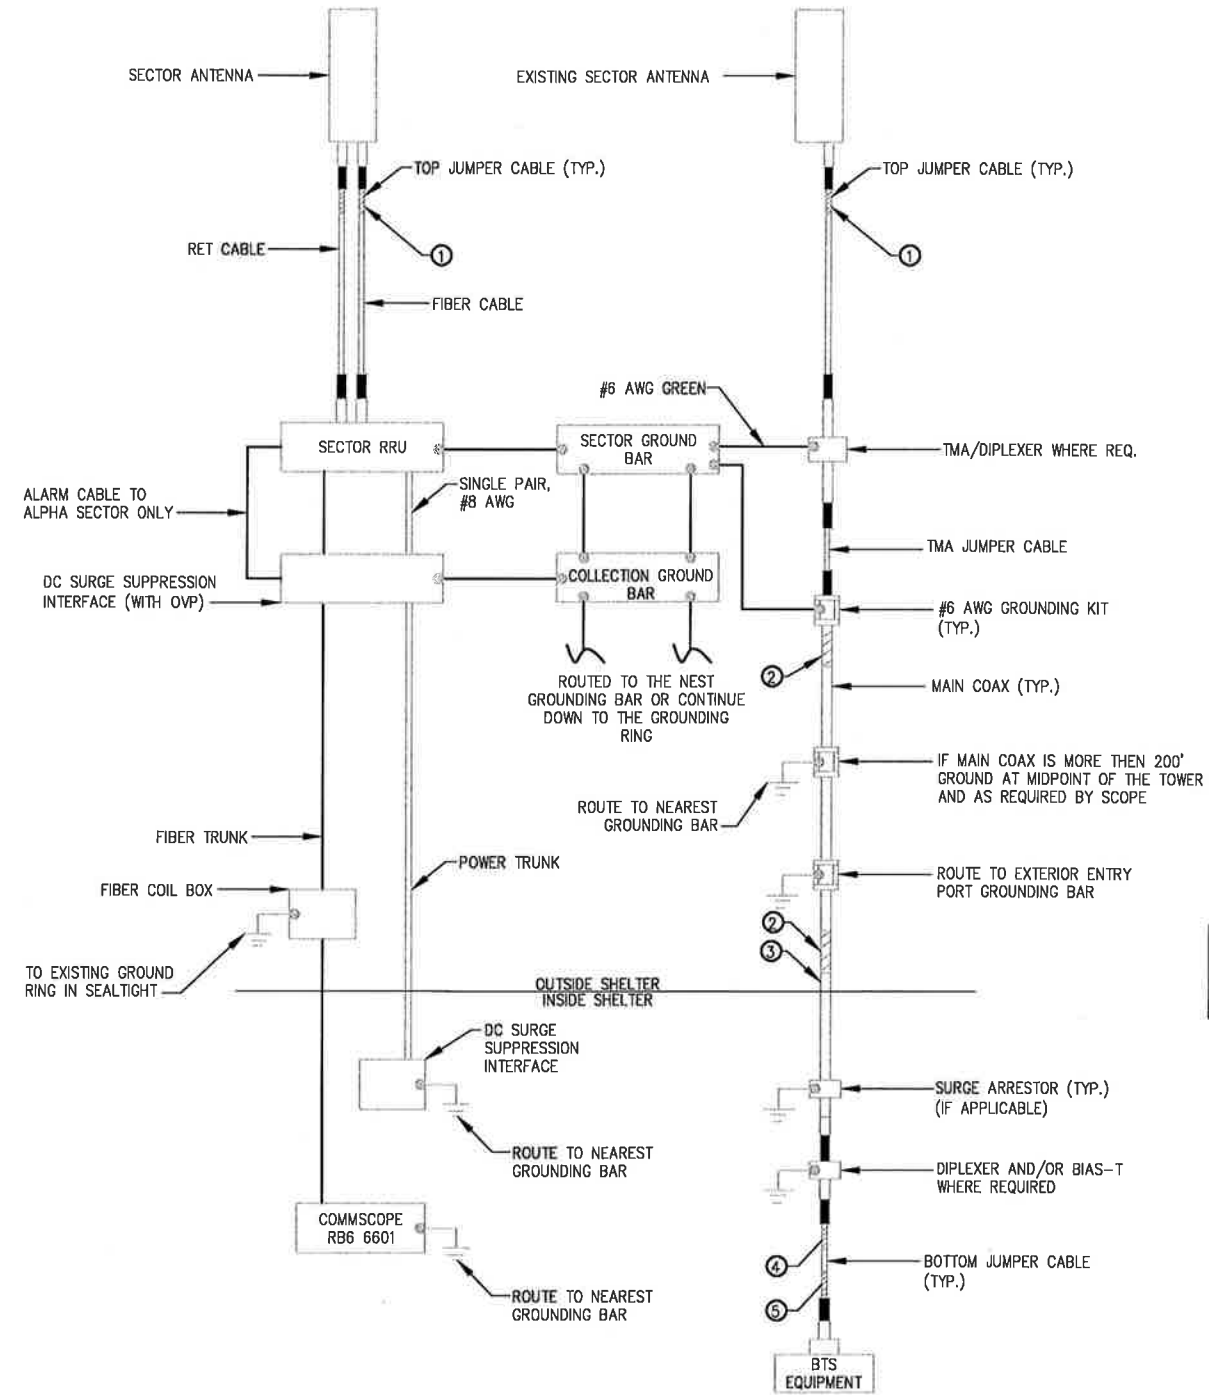 SECTOR ANTENNA
EXISTING SECTOR ANTENNA
TOP JUMPER CABLE (TYP.)
TOP JUMPER CABLE (TYP.)
RET CABLE
1
1
FIBER CABLE
#6 AWG GREEN
SECTOR RRU
SECTOR GROUND
BAR
TMA/DIPLEXER WHERE REQ.
ALARM CABLE TO
ALPHA SECTOR ONLY
SINGLE PAIR,
#8 AWG
TMA JUMPER CABLE
DC SURGE SUPPRESSION
INTERFACE (WITH OVP)
COLLECTION GROUND
BAR
#6 AWG GROUNDING KIT
(TYP.)
2
MAIN COAX (TYP.)
ROUTED TO THE NEST
GROUNDING BAR OR CONTINUE
DOWN TO THE GROUNDING
RING
IF MAIN COAX IS MORE THEN 200'
GROUND AT MIDPOINT OF THE TOWER
AND AS REQUIRED BY SCOPE
ROUTE TO NEAREST
GROUNDING BAR
FIBER TRUNK
POWER TRUNK
FIBER COIL BOX
ROUTE TO EXTERIOR ENTRY
PORT GROUNDING BAR
2
3
TO EXISTING GROUND
RING IN SEALTIGHT
OUTSIDE SHELTER
INSIDE SHELTER
DC SURGE
SUPPRESSION
INTERFACE
SURGE ARRESTOR (TYP.)
(IF APPLICABLE)
ROUTE TO NEAREST
GROUNDING BAR
DIPLEXER AND/OR BIAS-T
WHERE REQUIRED
COMMSCOPE
RB6 6601
4
BOTTOM JUMPER CABLE
(TYP.)
5
ROUTE TO NEAREST
GROUNDING BAR
BTS
EQUIPMENT